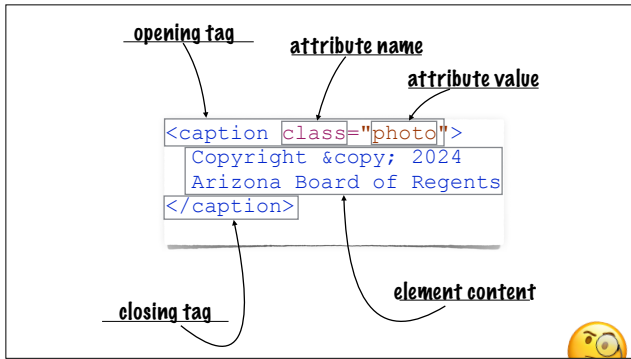 opening tag
attribute name
attribute value
<caption class="photo">
Copyright &copy; 2024
Arizona Board of Regents
</caption>
element content
closing tag